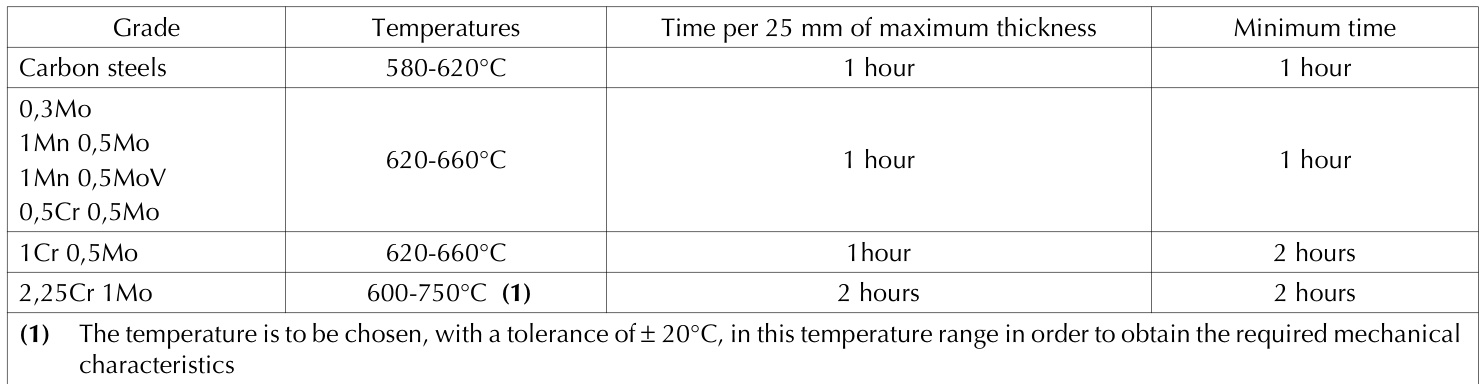 Grade Temperatures Time per 25 mm of maximum thickness Minimum time
Carbon steels 580-620°C 1 hour 1 hour
0,3Mo
1Mn 0,5Mo
1Mn 0,5MoV
0,5Cr 0,5Mo
620-660°C 1 hour 1 hour
1Cr 0,5Mo 620-660°C 1hour 2 hours
2,25Cr 1Mo 600-750°C (1) 2 hours 2 hours
(1) The temperature is to be chosen, with a tolerance of ± 20°C, in this temperature range in order to obtain the required mechanical
characteristics